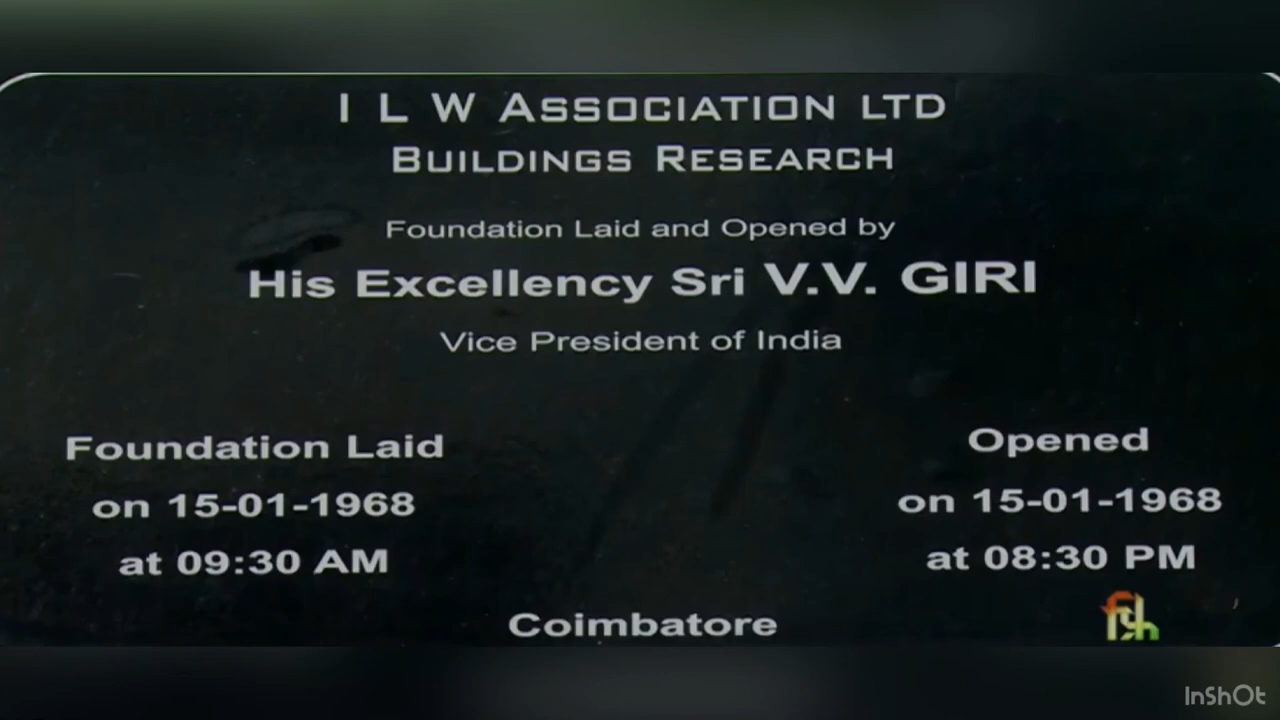 I L W ASSOCIATION LTD
BUILDINGS RESEARCH
Foundation Laid and Opened by
His Excellency Sri V.V. GIRI
Vice President of India
Foundation Laid
on 15-01-1968
at 09:30 AM
Opened
on 15-01-1968
at 08:30 PM
Coimbatore
InShOt